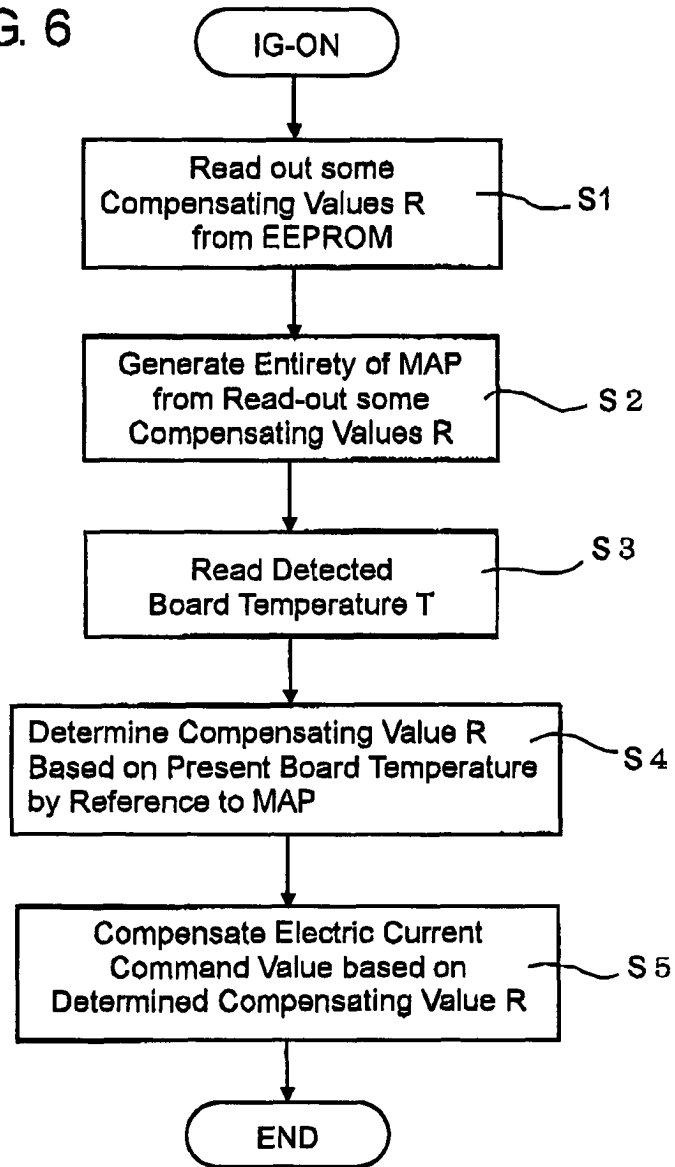 G. 6
IG-ON
Read out some
Compensating Values R
from EEPROM
S1
Generate Entirety of MAP
from Read-out some
Compensating Values R
S 2
Read Detected
Board Temperature T
S 3
Determine Compensating Value R
Based on Present Board Temperature
by Reference to MAP
S 4
Compensate Electric Current
Command Value based on
Determined Compensating Value R
S 5
END